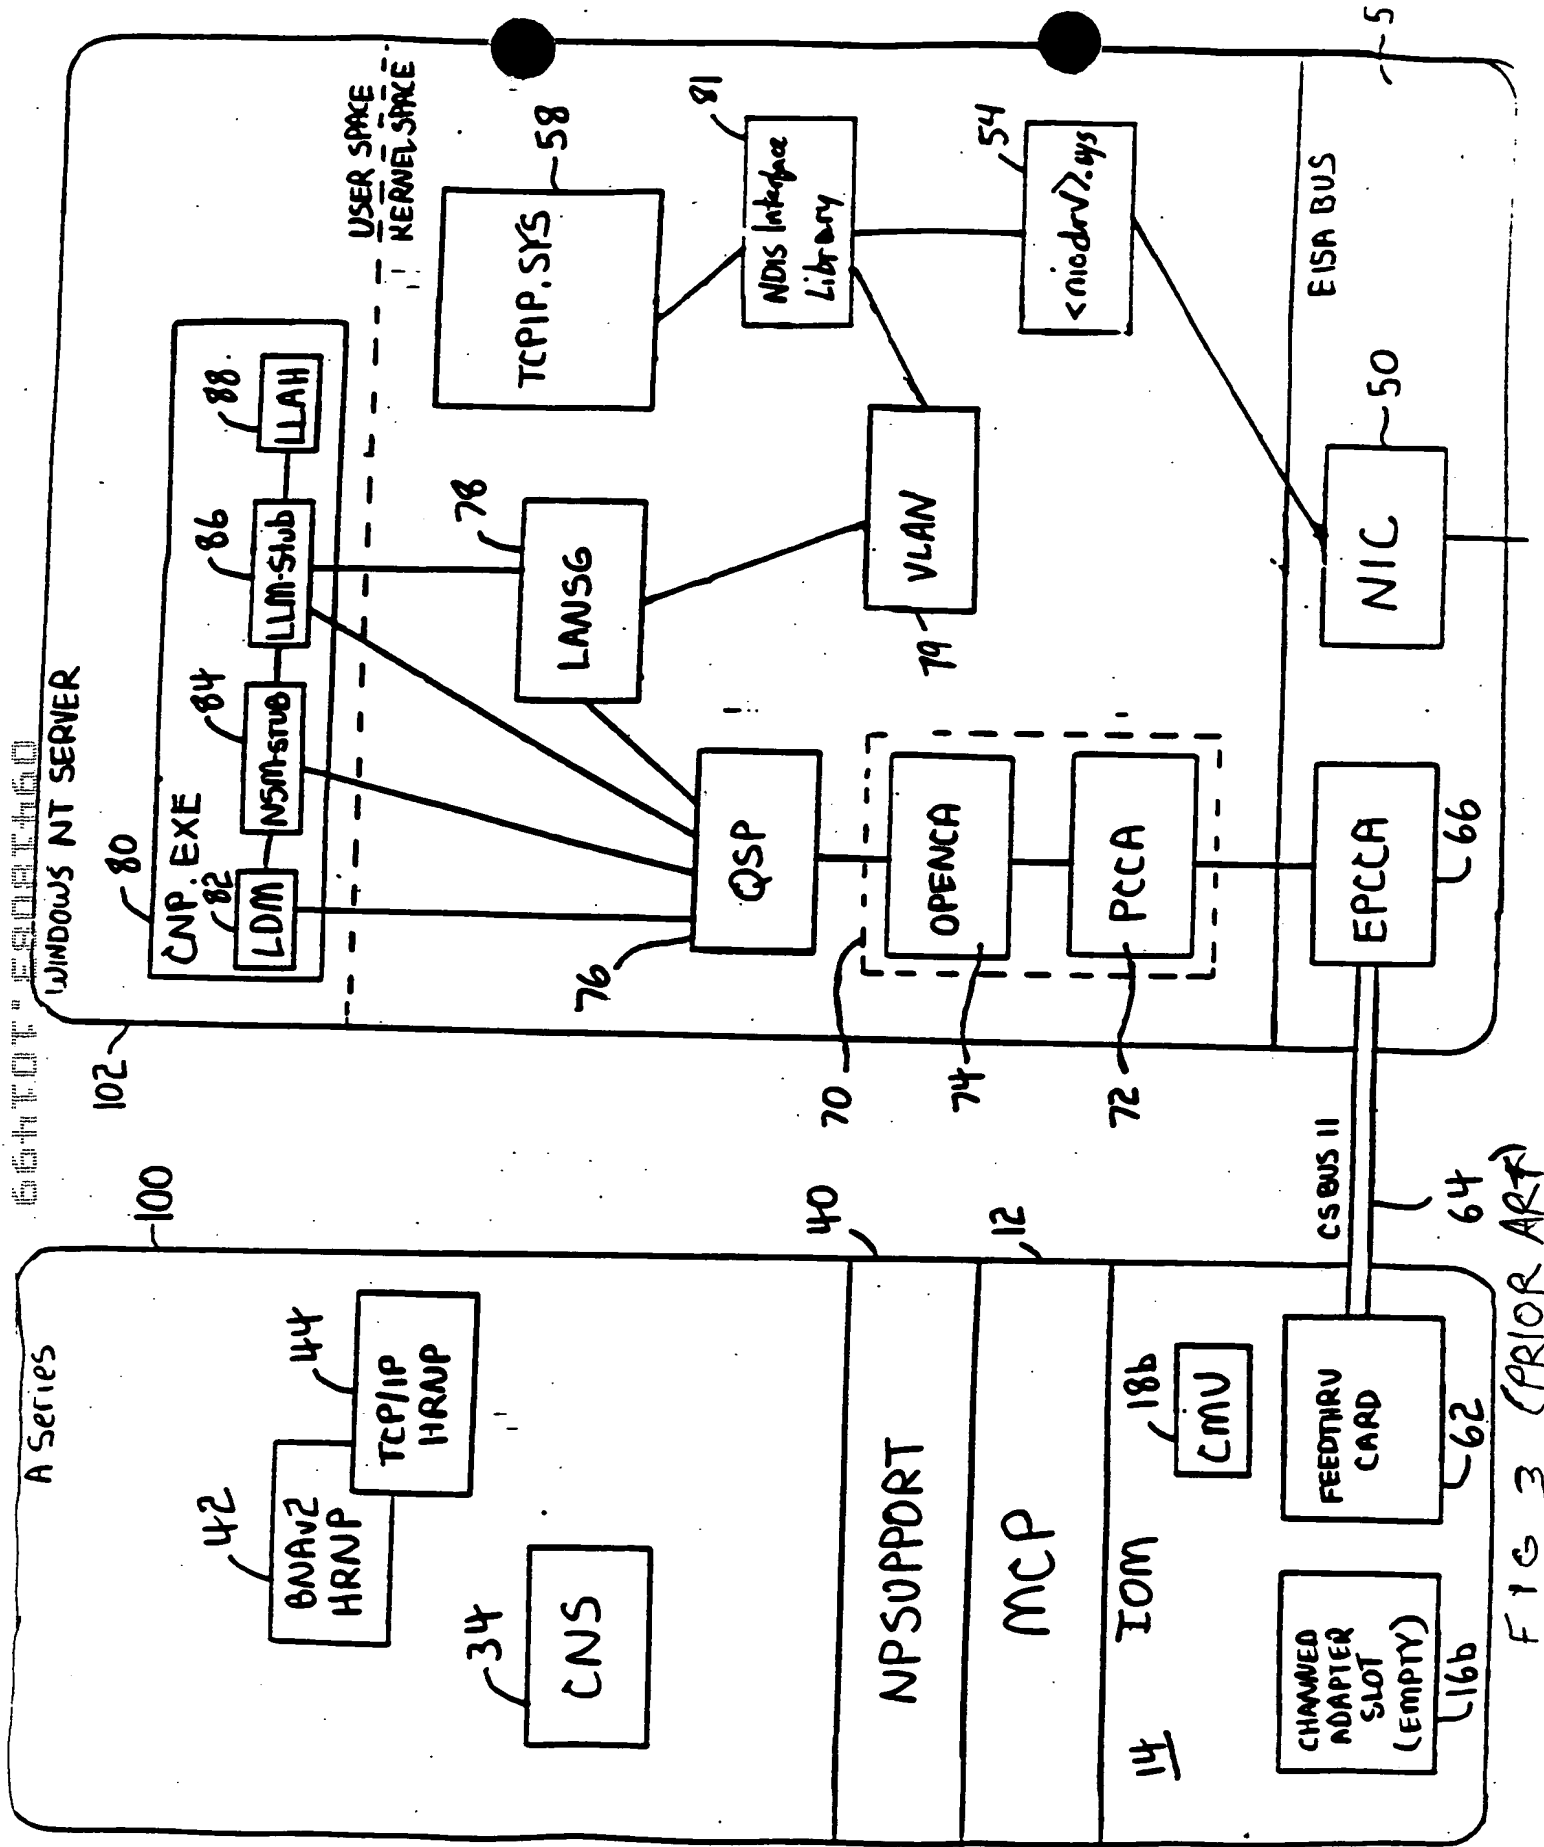 A Series
100
42
BNAv2
HRNP
44
TCP/IP
HRNP
34
CNS
NPSUPPORT
40
MCP
12
14
IOM
18b
CMV
CHANNEL
ADAPTER
SLOT
(EMPTY)
16b
FEEDTHRU
CARD
62
CS BUS II
64
102
WINDOWS NT SERVER
80
CNP.EXE
82
LDM
84
NSM-STUB
86
LLM-Stub
88
LLAH
USER SPACE
KERNEL SPACE
76
QSP
78
LANSG
TCPIP.SYS
58
70
74
OPENCA
72
PCCA
79
VLAN
81
NDIS Interface
Library
54
<nicdrv>.sys
EISA BUS
EPCCA
66
NIC
50
5
FIG 3 (PRIOR ART)